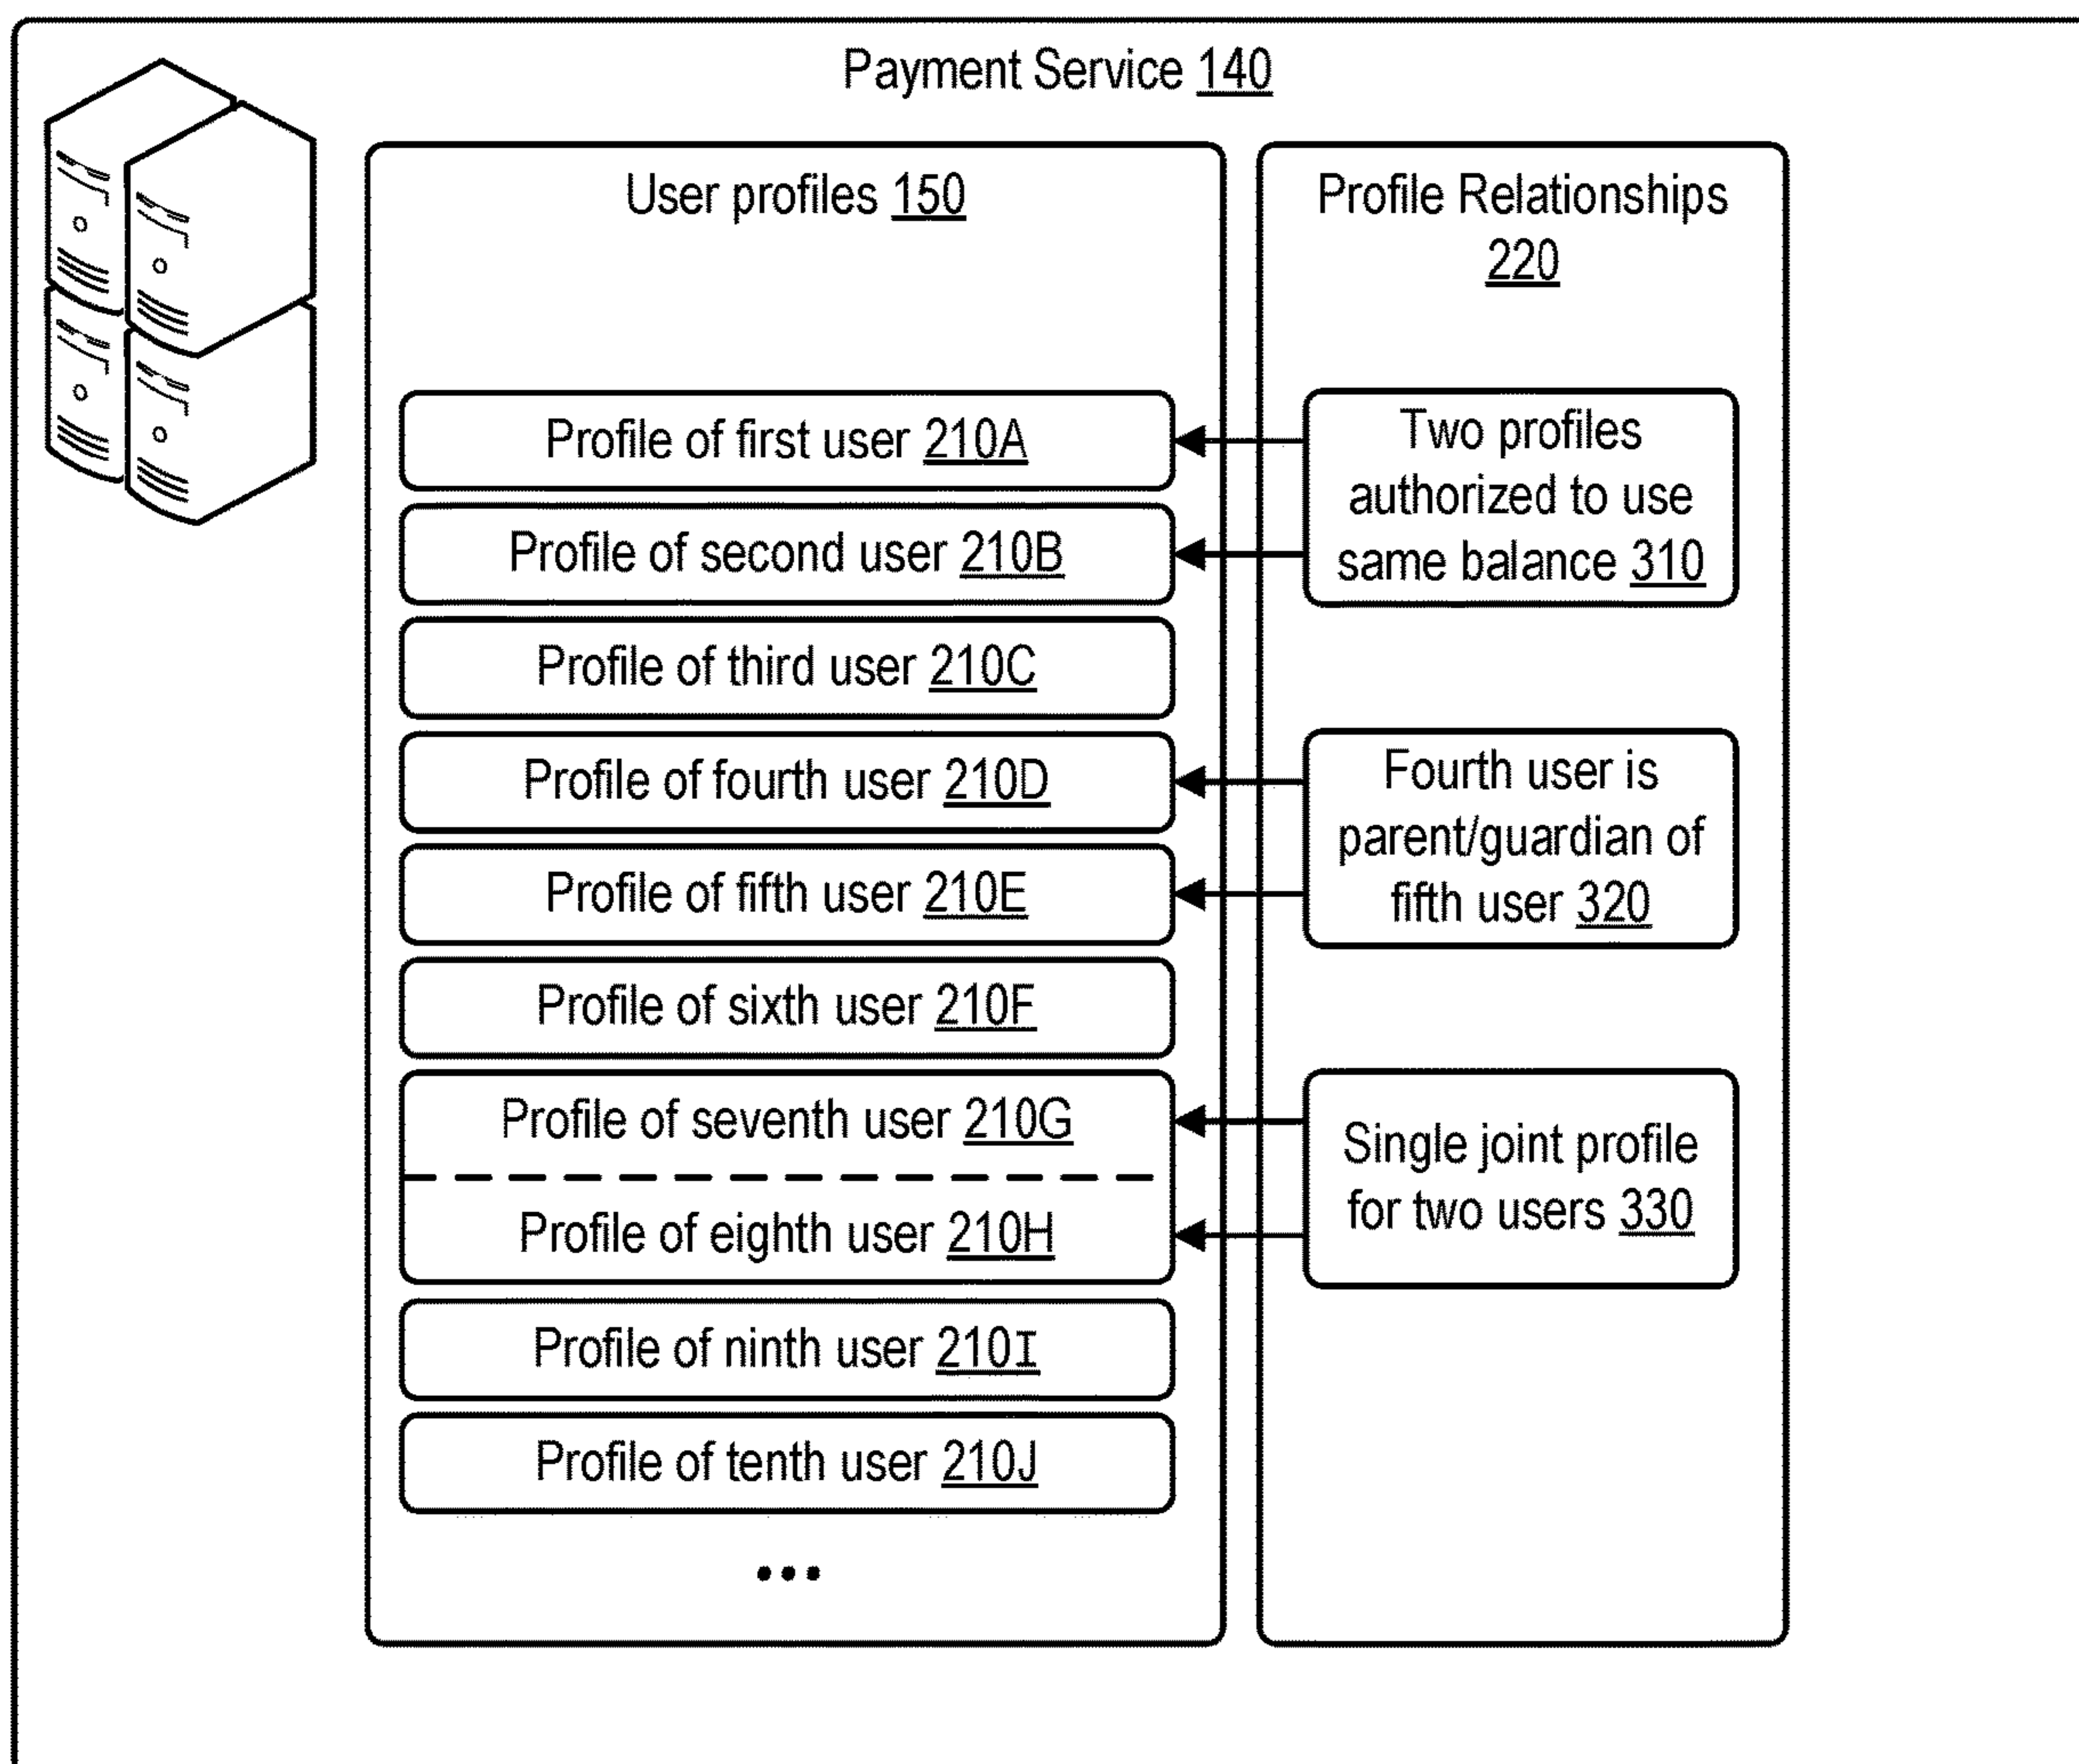 Payment Service 140
User profiles 150
Profile of first user 210A
Profile of second user 210B
Profile of third user 210C
Profile of fourth user 210D
Profile of fifth user 210E
Profile of sixth user 210F
Profile of seventh user 210G
Profile of eighth user 210H
Profile of ninth user 210I
Profile of tenth user 210J
...
Profile Relationships
220
Two profiles
authorized to use
same balance 310
Fourth user is
parent/guardian of
fifth user 320
Single joint profile
for two users 330